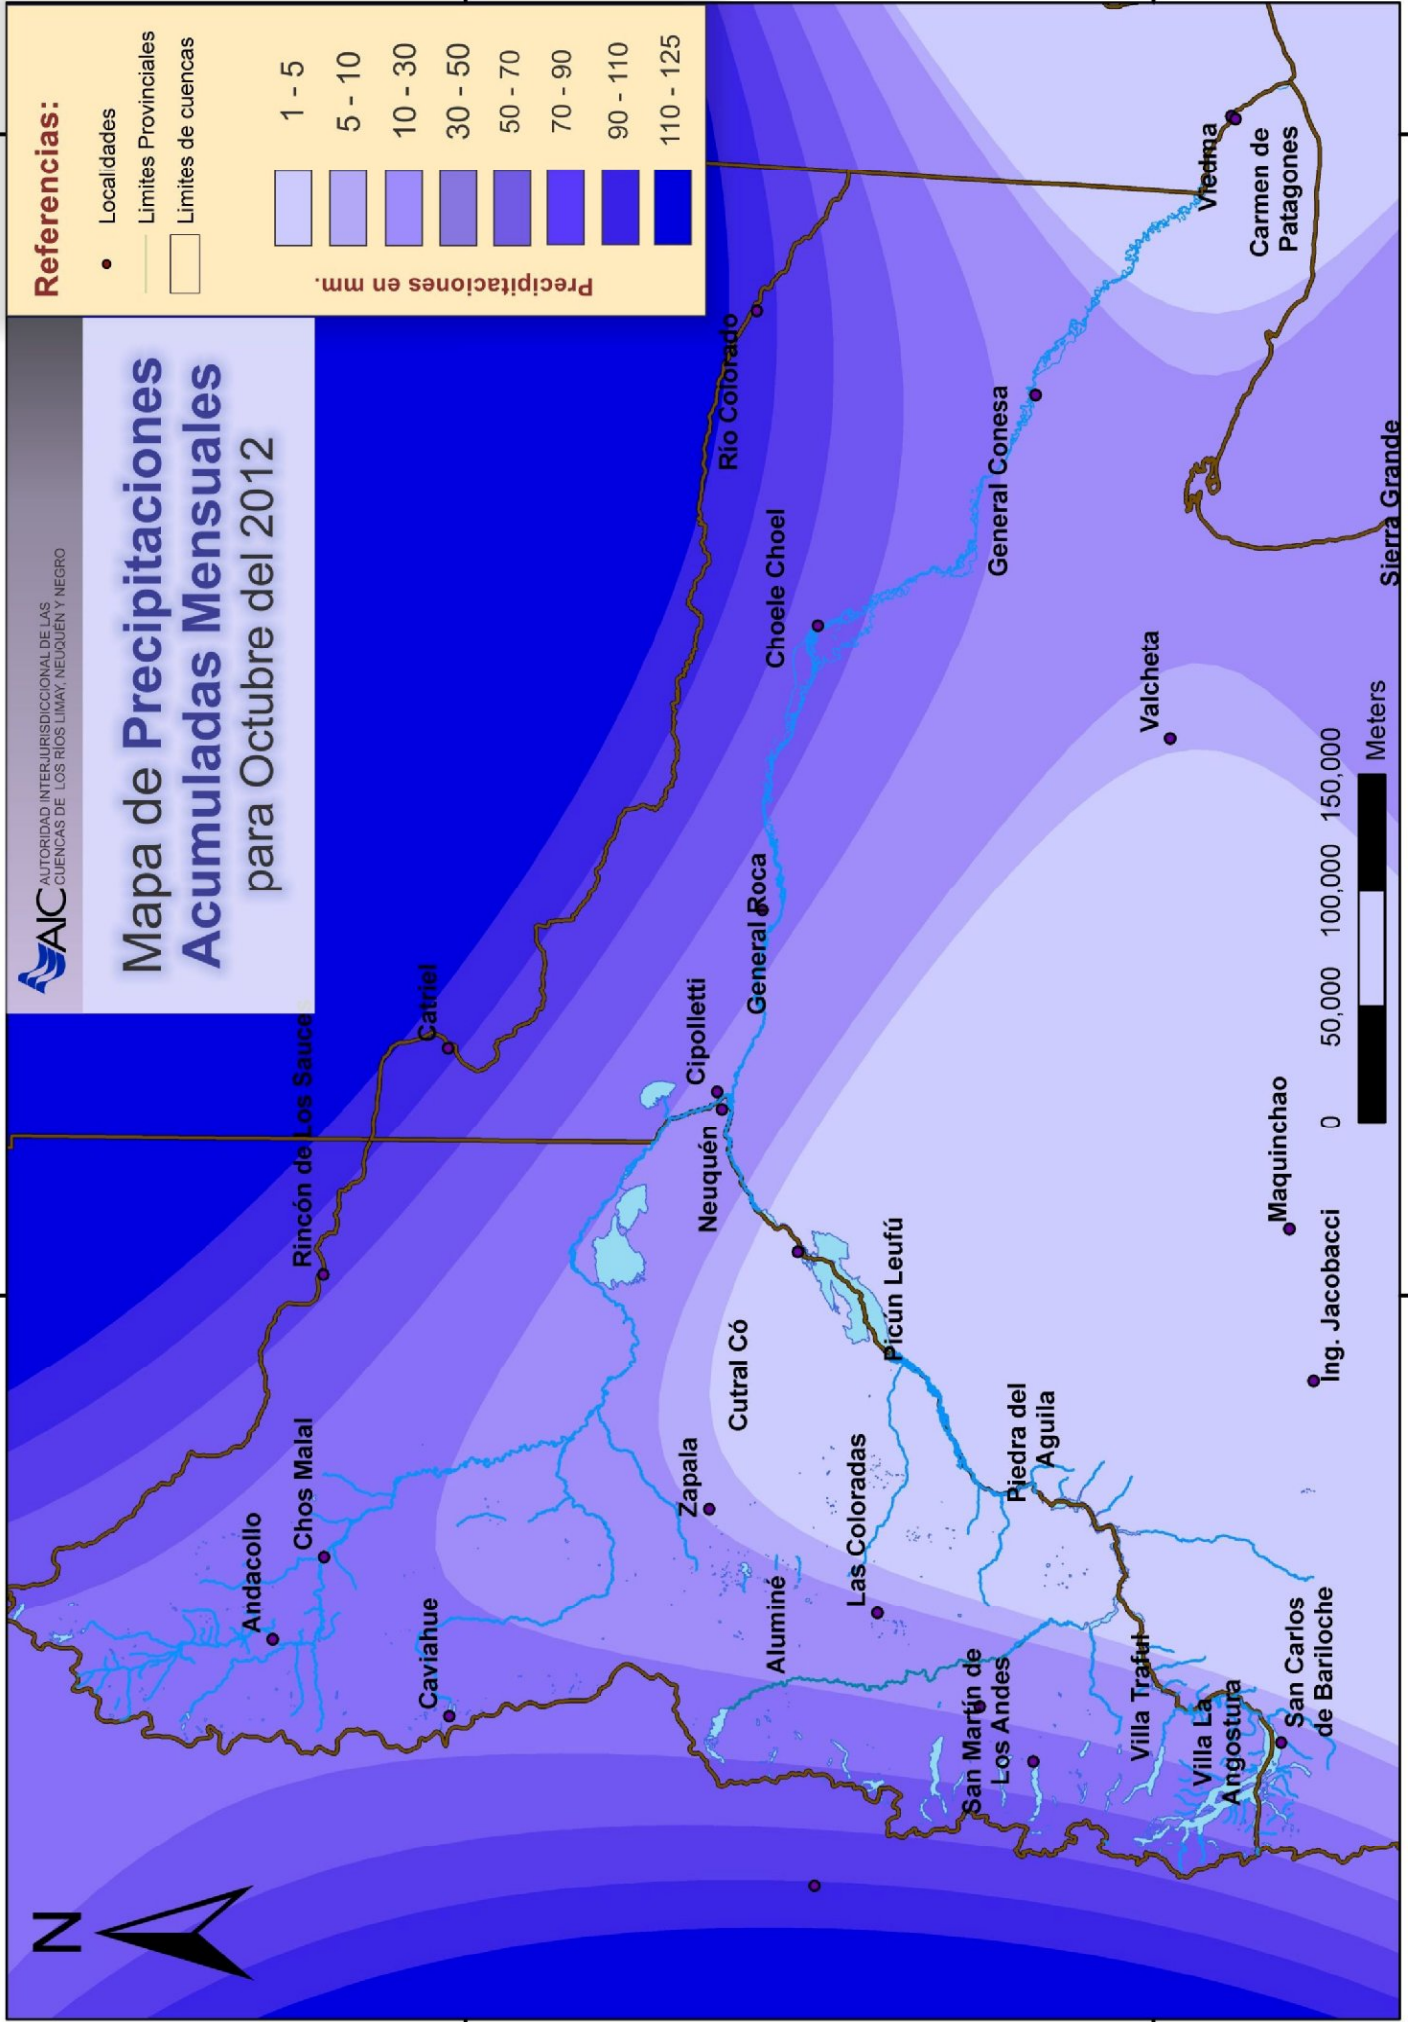 AIC
AUTORIDAD INTERJURISDICCIONAL DE LAS
CUENCAS DE LOS RÍOS LIMAY, NEUQUÉN Y NEGRO
Mapa de Precipitaciones
Acumuladas Mensuales
para Octubre del 2012
Referencias:
Localidades
Limites Provinciales
Limites de cuencas
Precipitaciones en mm.
1 - 5
5 - 10
10 - 30
30 - 50
50 - 70
70 - 90
90 - 110
110 - 125
N
Andacollo
Chos Malal
Rincón de Los Sauce
Catriel
Caviahue
Zapala
Cutral Có
Neuquén
Cipolletti
General Roca
Choele Choel
Río Colorado
Aluminé
Las Coloradas
Picún Leufú
General Conesa
San Martín de
Los Andes
Piedra del
Aguila
Villa Traful
Valcheta
Viedma
Carmen de
Patagones
Villa La
Angostura
San Carlos
de Bariloche
Maquinchao
Ing. Jacobacci
Sierra Grande
0
50,000
100,000
150,000
Meters